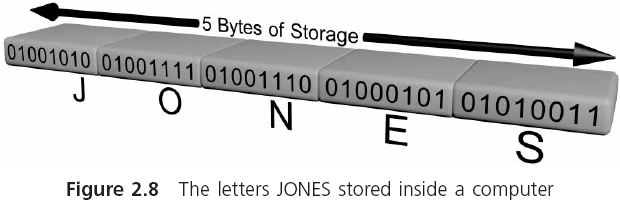 5 Bytes of Storage
01001010 01001111 01001110 01000101 01010011
J O N E S
Figure 2.8 The letters JONES stored inside a computer